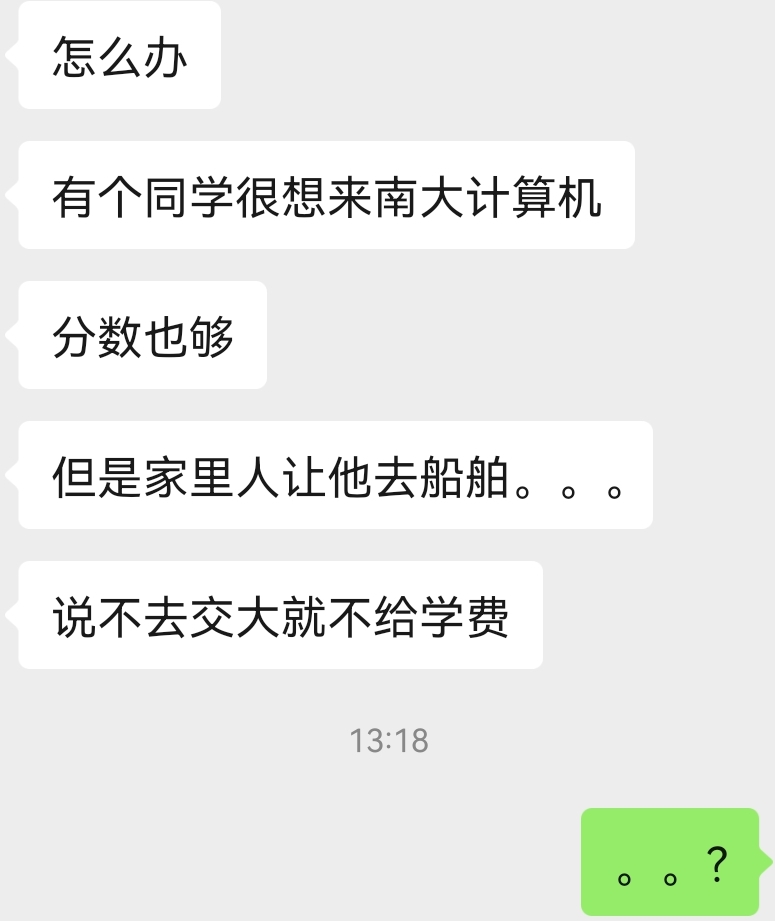 怎么办
有个同学很想来南大计算机
分数也够
但是家里人让他去船舶。。。
说不去交大就不给学费
13:18
。。?